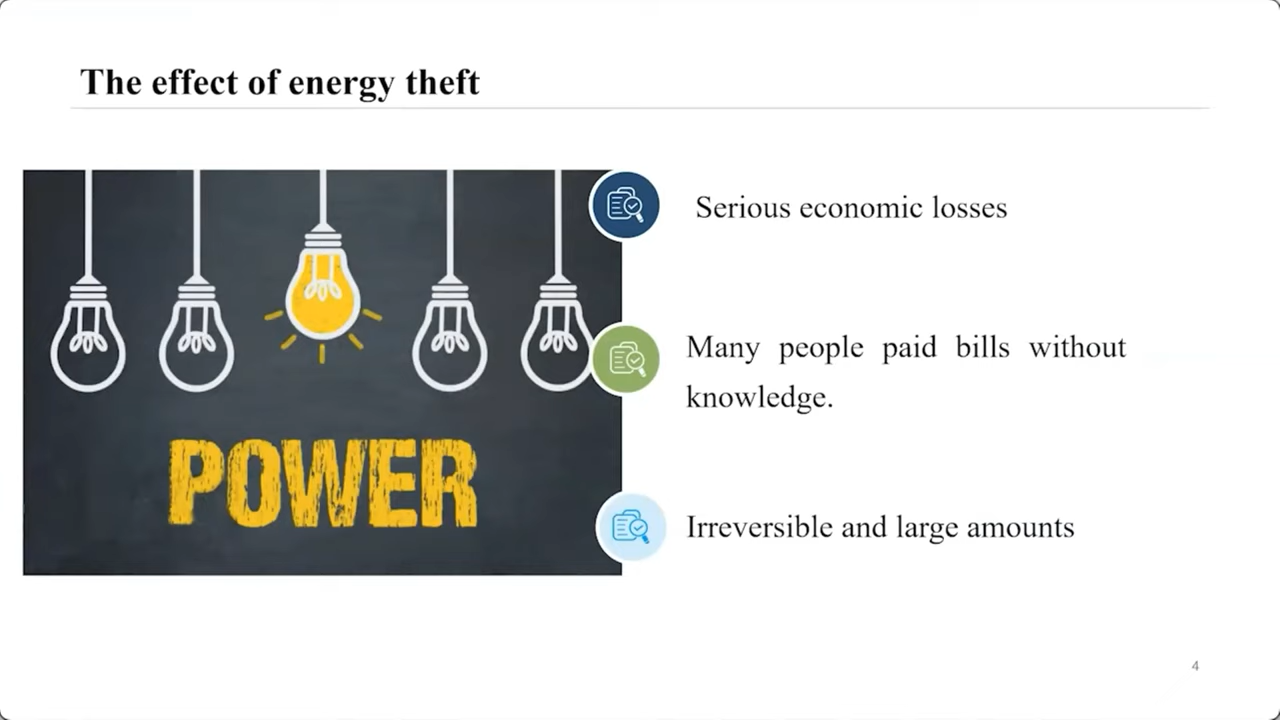 The effect of energy theft
POWER
Serious economic losses
Many people paid bills without
knowledge.
Irreversible and large amounts
4